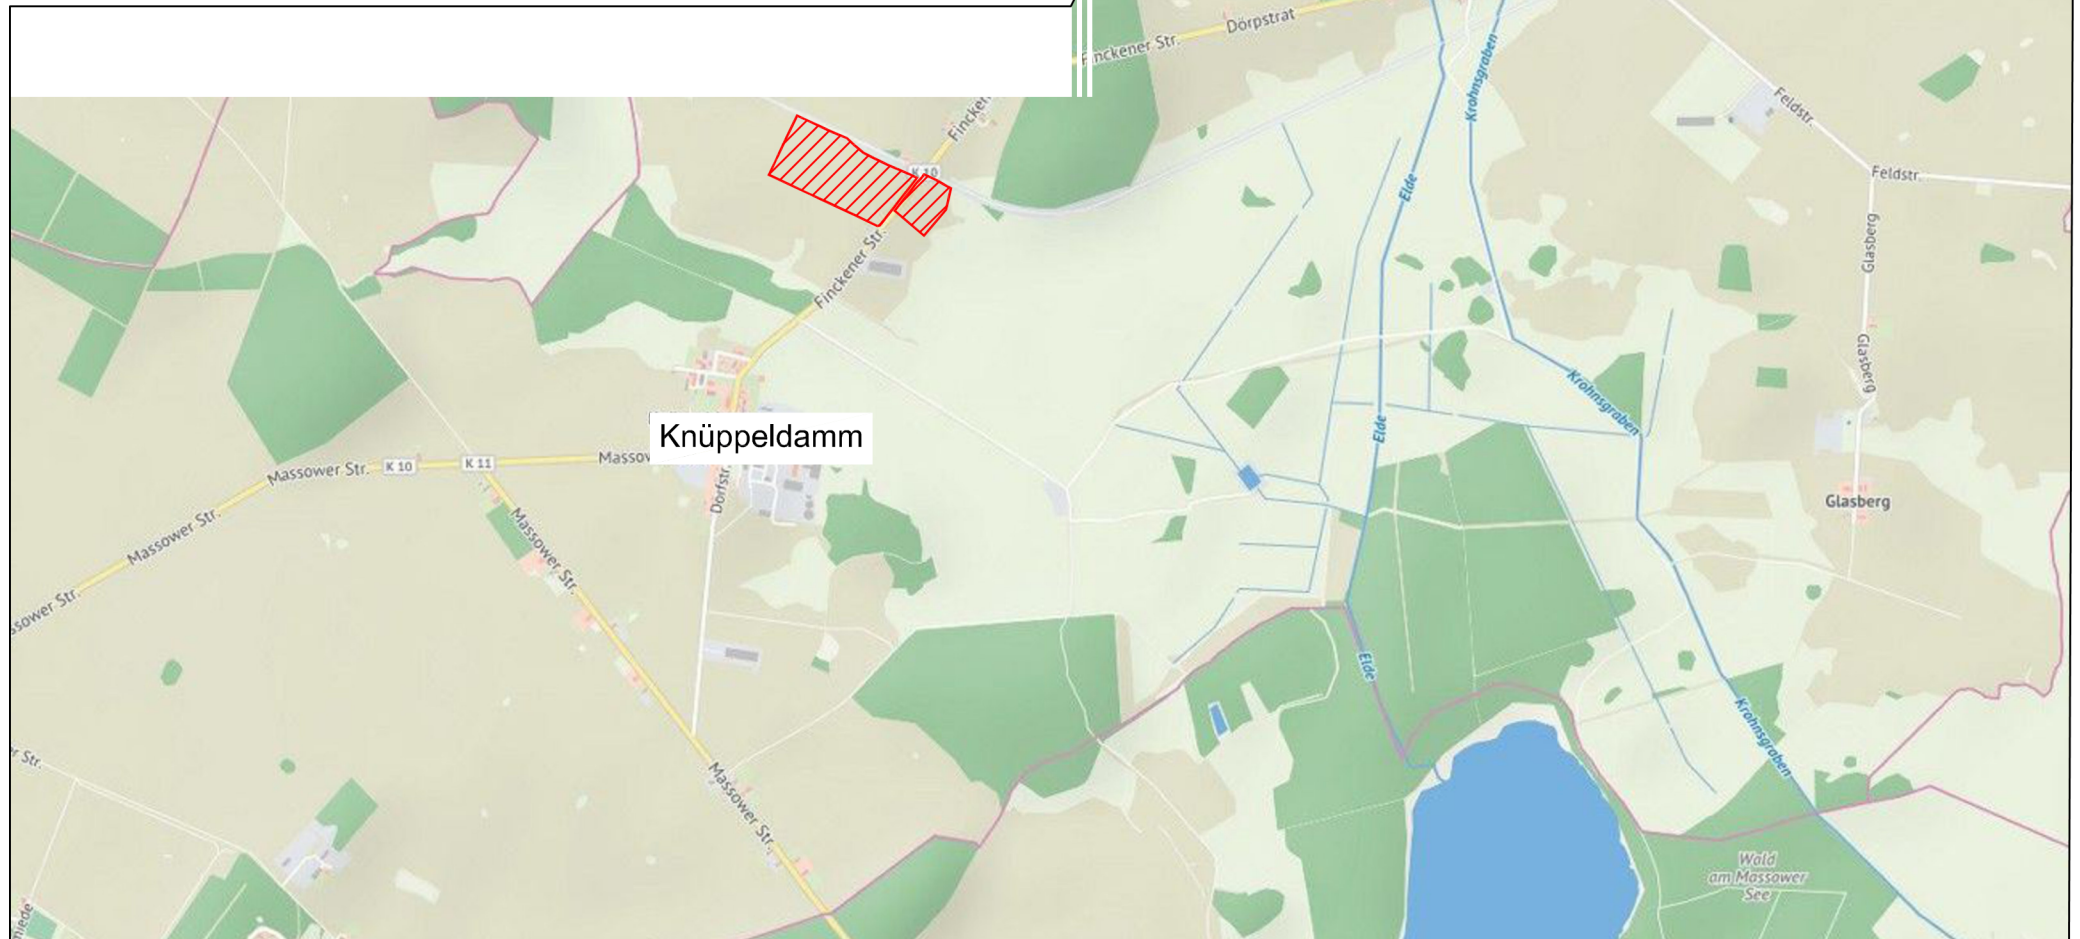 Dörpstrat
Finckener Str.
Krohnsgraben
Feldstr.
K 10
Feldstr.
Elde
Glasberg
Finckener Str.
Glasberg
Krohnsgraben
Elde
Knüppeldamm
Massower Str.
K 10
K 11
Dorfstr.
Glasberg
Massower Str.
Massower Str.
Elde
Krohnsgraben
Massower Str.
Wald
am Massower
See